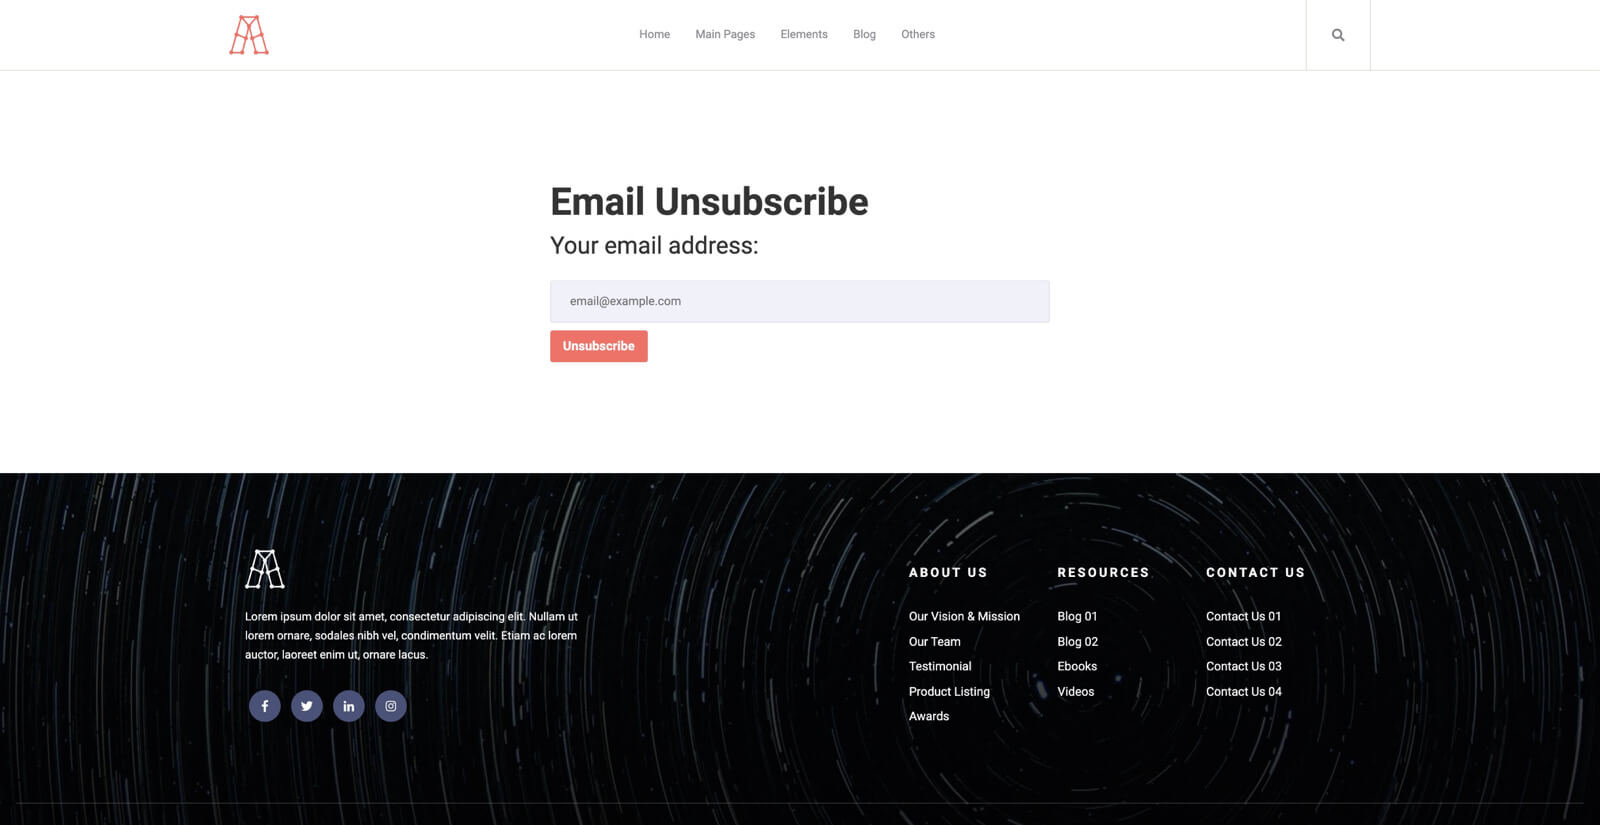 Home Main Pages Elements Blog Others
Email Unsubscribe
Your email address:
email@example.com
Unsubscribe
Lorem ipsum dolor sit amet, consectetur adipiscing elit. Nullam ut
lorem ornare, sodales nibh vel, condimentum velit. Etiam ac lorem
auctor, laoreet enim ut, ornare lacus.
ABOUT US
Our Vision & Mission
Our Team
Testimonial
Product Listing
Awards
RESOURCES
Blog 01
Blog 02
Ebooks
Videos
CONTACT US
Contact Us 01
Contact Us 02
Contact Us 03
Contact Us 04